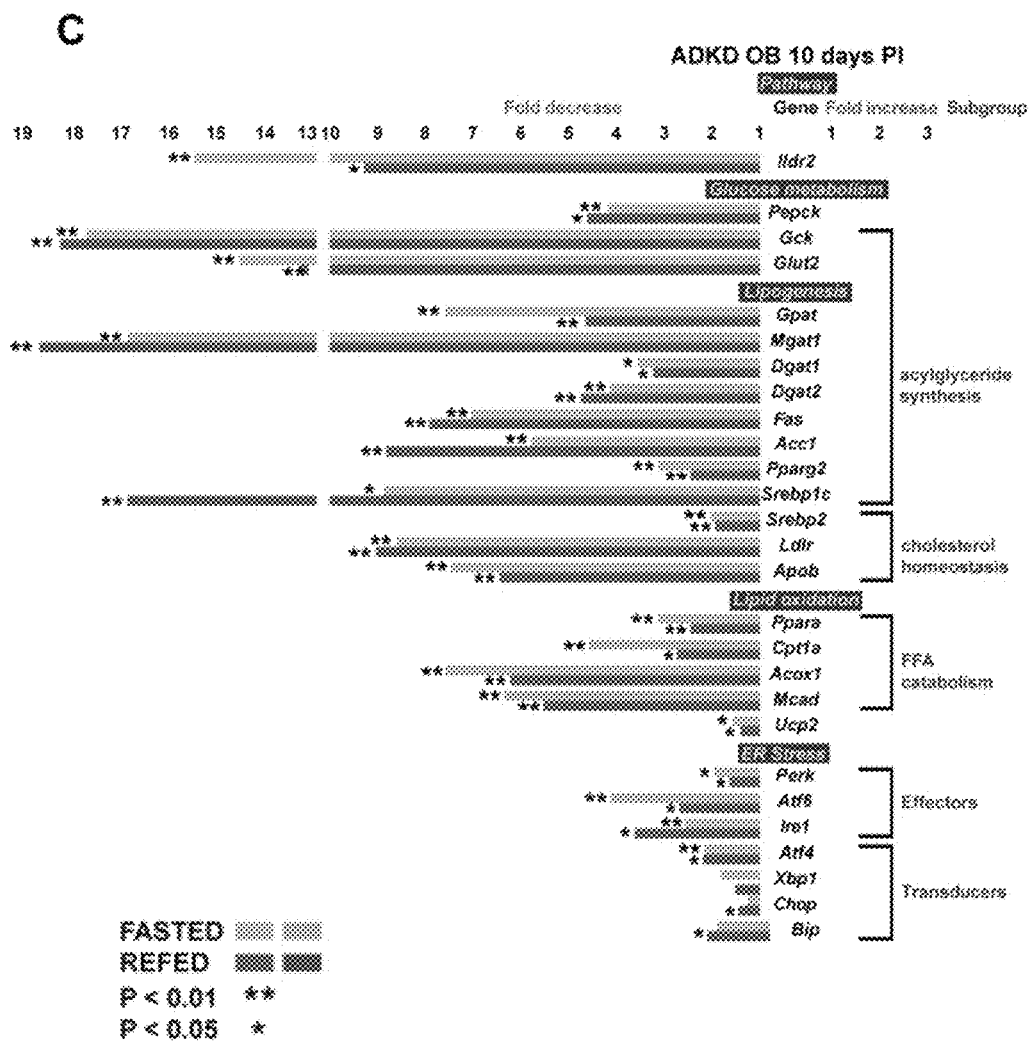 C
ADKD OB 10 days PI
Pathway
Fold decrease Gene Fold increase Subgroup
19 18 17 16 15 14 13 10 9 8 7 6 5 4 3 2 1 1 2 3
** * Ildr2
Glucose metabolism
** * Pepck
** ** Gck
** ** Glut2
Lipogenesis
** ** Gpat
** ** Mgat1
* * Dgat1
** ** Dgat2
acylglyceride
synthesis
** ** Fas
** ** Acc1
** ** Pparg2
* ** Srebp1c
** ** Srebp2
** ** Ldlr
cholesterol
homeostasis
** ** Apob
Lipid oxidation
** ** Ppara
** * Cpt1a
FFA
catabolism
** ** Acox1
** ** Mcad
* * Ucp2
ER Stress
* * Perk
** * Atf6
Effectors
** * Ire1
** * Atf4
Xbp1
Transducers
* Chop
* Bip
FASTED
REFED
P < 0.01 **
P < 0.05 *